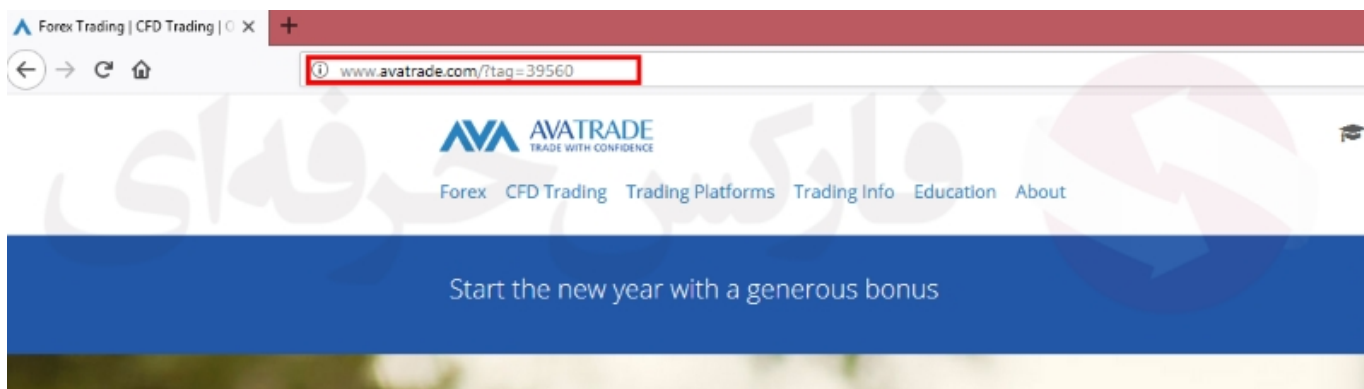 Forex Trading | CFD Trading | O
www.avatrade.com/?tag=39560
AVA AVATRADE
TRADE WITH CONFIDENCE
Forex CFD Trading Trading Platforms Trading Info Education About
فارکس حرفه‌ای
Start the new year with a generous bonus